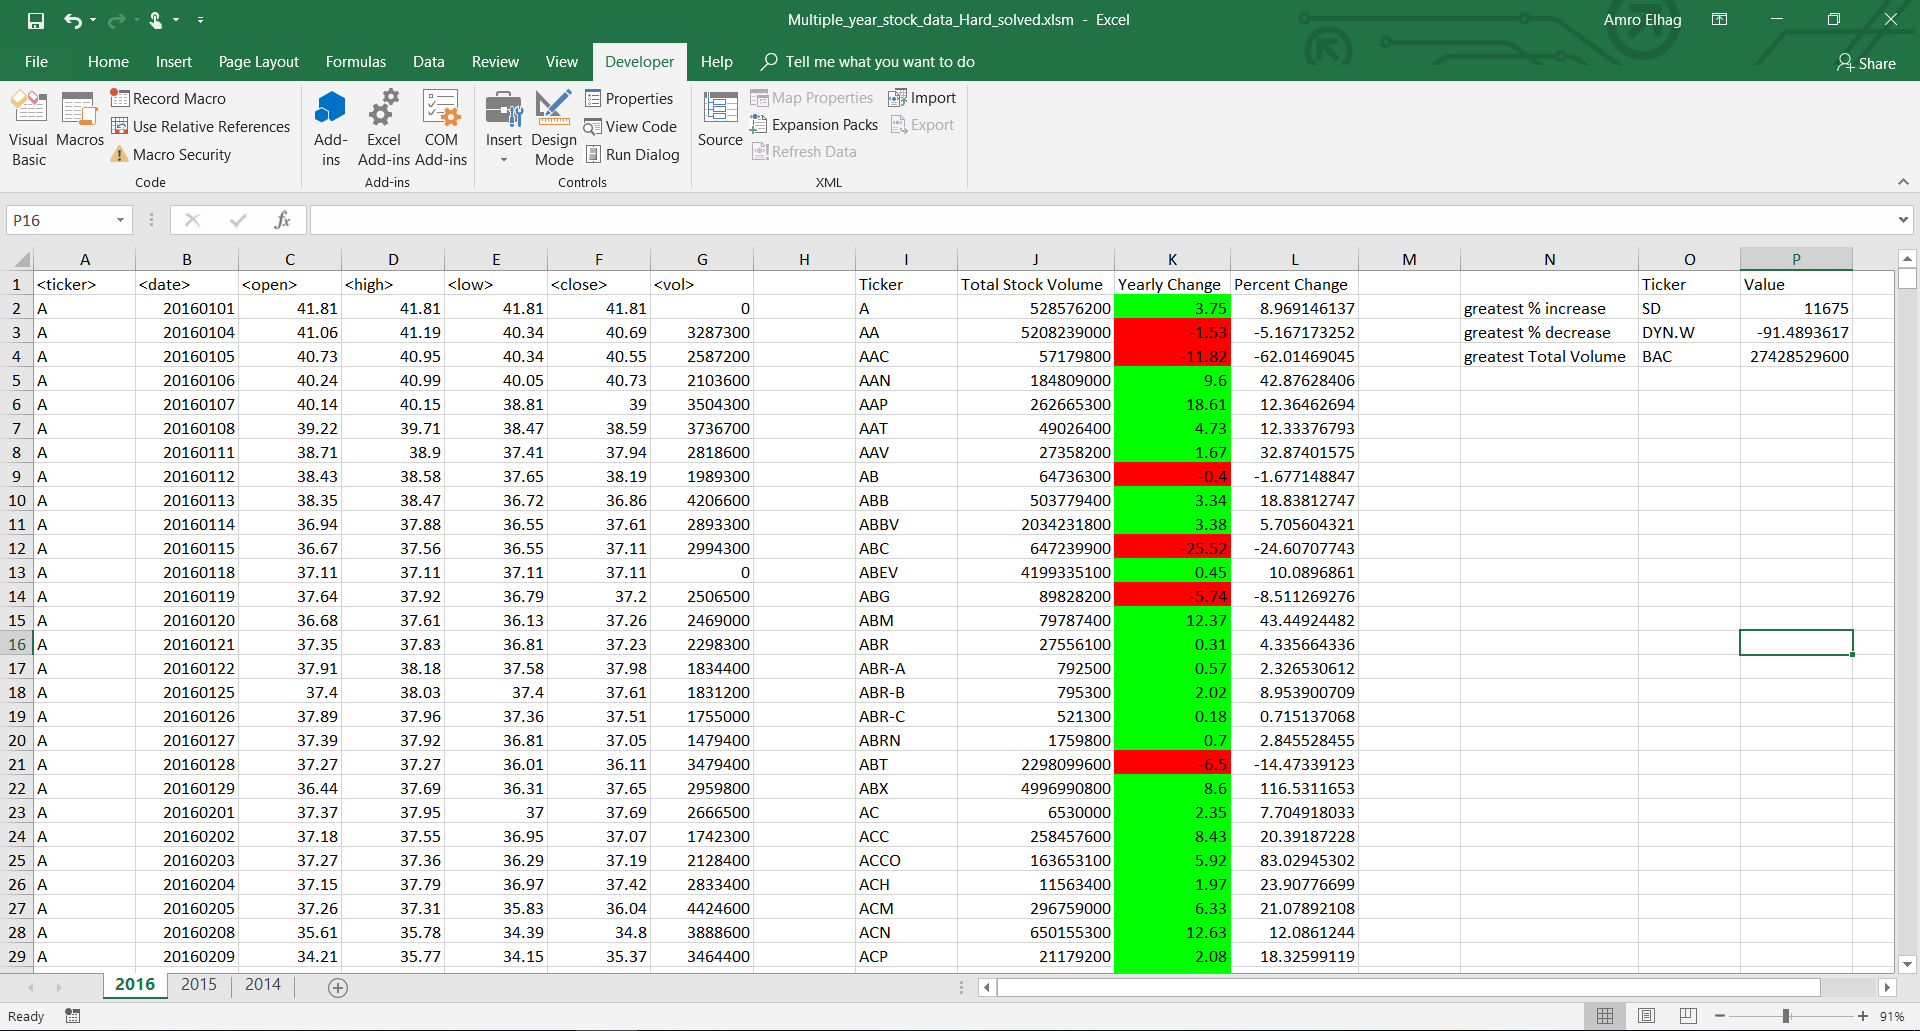 Multiple_year_stock_data_Hard_solved.xlsm - Excel
Amro Elhag
File Home Insert Page Layout Formulas Data Review View Developer Help Tell me what you want to do Share
Visual Basic
Macros
Record Macro
Use Relative References
Macro Security
Code
Add-ins
Excel Add-ins
COM Add-ins
Add-ins
Insert
Design Mode
Properties
View Code
Run Dialog
Controls
Source
Map Properties
Expansion Packs
Refresh Data
Import
Export
XML
P16 fx
A B C D E F G H I J K L M N O P
1 <ticker> <date> <open> <high> <low> <close> <vol> Ticker Total Stock Volume Yearly Change Percent Change Ticker Value
2 A 20160101 41.81 41.81 41.81 41.81 0 A 528576200 3.75 8.969146137 greatest % increase SD 11675
3 A 20160104 41.06 41.19 40.34 40.69 3287300 AA 5208239000 -1.53 -5.167173252 greatest % decrease DYN.W -91.4893617
4 A 20160105 40.73 40.95 40.34 40.55 2587200 AAC 57179800 -11.82 -62.01469045 greatest Total Volume BAC 27428529600
5 A 20160106 40.24 40.99 40.05 40.73 2103600 AAN 184809000 9.6 42.87628406
6 A 20160107 40.14 40.15 38.81 39 3504300 AAP 262665300 18.61 12.36462694
7 A 20160108 39.22 39.71 38.47 38.59 3736700 AAT 49026400 4.73 12.33376793
8 A 20160111 38.71 38.9 37.41 37.94 2818600 AAV 27358200 1.67 32.87401575
9 A 20160112 38.43 38.58 37.65 38.19 1989300 AB 64736300 -0.4 -1.677148847
10 A 20160113 38.35 38.47 36.72 36.86 4206600 ABB 503779400 3.34 18.83812747
11 A 20160114 36.94 37.88 36.55 37.61 2893300 ABBV 2034231800 3.38 5.705604321
12 A 20160115 36.67 37.56 36.55 37.11 2994300 ABC 647239900 -25.52 -24.60707743
13 A 20160118 37.11 37.11 37.11 37.11 0 ABEV 4199335100 0.45 10.0896861
14 A 20160119 37.64 37.92 36.79 37.2 2506500 ABG 89828200 -5.74 -8.511269276
15 A 20160120 36.68 37.61 36.13 37.26 2469000 ABM 79787400 12.37 43.44924482
16 A 20160121 37.35 37.83 36.81 37.23 2298300 ABR 27556100 0.31 4.335664336
17 A 20160122 37.91 38.18 37.58 37.98 1834400 ABR-A 792500 0.57 2.326530612
18 A 20160125 37.4 38.03 37.4 37.61 1831200 ABR-B 795300 2.02 8.953900709
19 A 20160126 37.89 37.96 37.36 37.51 1755000 ABR-C 521300 0.18 0.715137068
20 A 20160127 37.39 37.92 36.81 37.05 1479400 ABRN 1759800 0.7 2.845528455
21 A 20160128 37.27 37.27 36.01 36.11 3479400 ABT 2298099600 -6.5 -14.47339123
22 A 20160129 36.44 37.69 36.31 37.65 2959800 ABX 4996990800 8.6 116.5311653
23 A 20160201 37.37 37.95 37 37.69 2666500 AC 6530000 2.35 7.704918033
24 A 20160202 37.18 37.55 36.95 37.07 1742300 ACC 258457600 8.43 20.39187228
25 A 20160203 37.27 37.36 36.29 37.19 2128400 ACCO 163653100 5.92 83.02945302
26 A 20160204 37.15 37.79 36.97 37.42 2833400 ACH 11563400 1.97 23.90776699
27 A 20160205 37.26 37.31 35.83 36.04 4424600 ACM 296759000 6.33 21.07892108
28 A 20160208 35.61 35.78 34.39 34.8 3888600 ACN 650155300 12.63 12.0861244
29 A 20160209 34.21 35.77 34.15 35.37 3464400 ACP 21179200 2.08 18.32599119
2016 2015 2014
Ready 91%